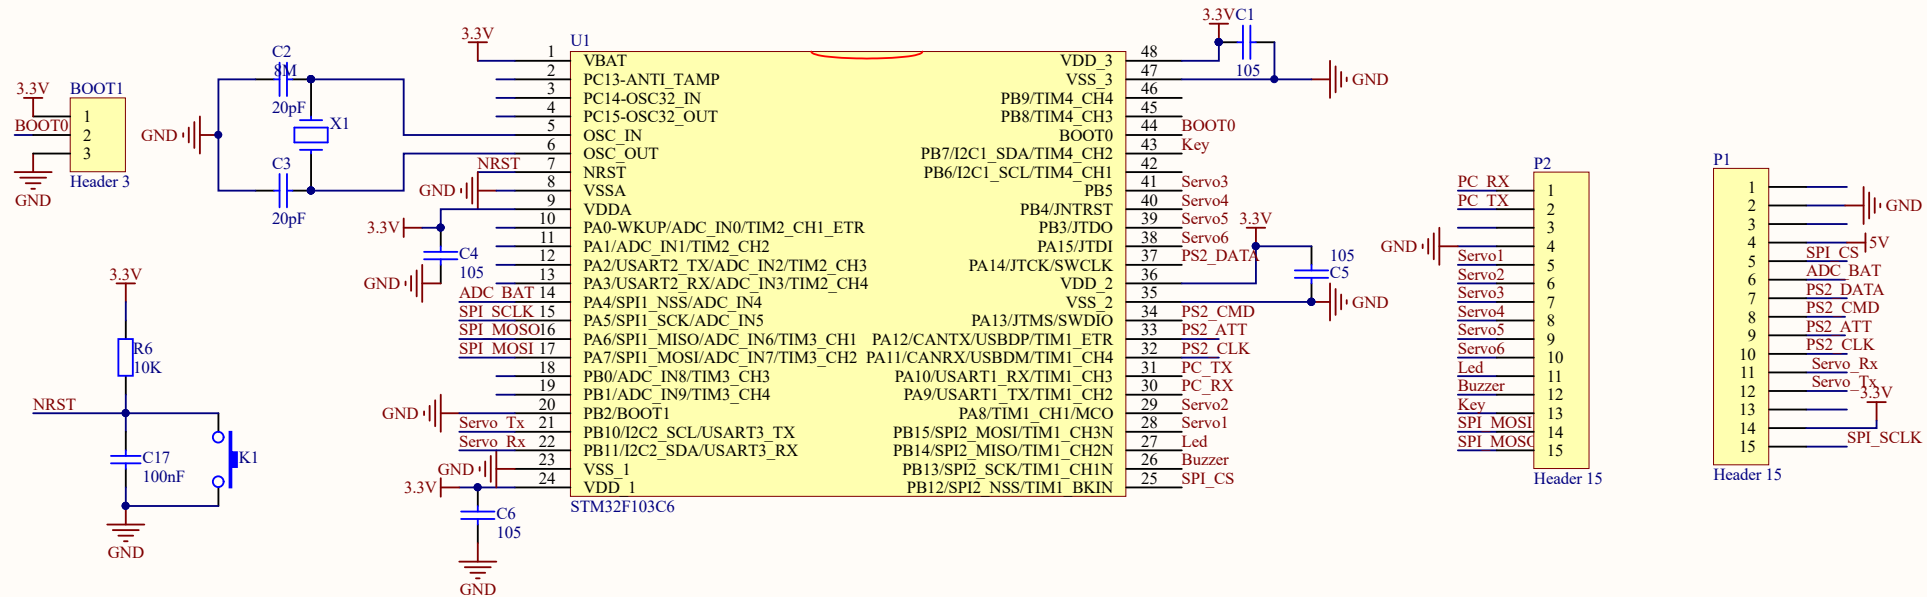 3.3V
BOOT1
BOOT0
1
2
3
GND
Header 3
C2
8M
20pF
GND
X1
C3
20pF
3.3V
R6
10K
NRST
C17
100nF
K1
GND
3.3V
U1
1 VBAT
2 PC13-ANTI_TAMP
3 PC14-OSC32_IN
4 PC15-OSC32_OUT
5 OSC_IN
6 OSC_OUT
NRST 7 NRST
GND 8 VSSA
9 VDDA
3.3V
10 PA0-WKUP/ADC_IN0/TIM2_CH1_ETR
11 PA1/ADC_IN1/TIM2_CH2
C4
105
12 PA2/USART2_TX/ADC_IN2/TIM2_CH3
GND
13 PA3/USART2_RX/ADC_IN3/TIM2_CH4
ADC_BAT 14 PA4/SPI1_NSS/ADC_IN4
SPI_SCLK 15 PA5/SPI1_SCK/ADC_IN5
SPI_MOSO 16 PA6/SPI1_MISO/ADC_IN6/TIM3_CH1
SPI_MOSI 17 PA7/SPI1_MOSI/ADC_IN7/TIM3_CH2
18 PB0/ADC_IN8/TIM3_CH3
19 PB1/ADC_IN9/TIM3_CH4
GND 20 PB2/BOOT1
Servo_Tx 21 PB10/I2C2_SCL/USART3_TX
Servo_Rx 22 PB11/I2C2_SDA/USART3_RX
GND 23 VSS_1
3.3V 24 VDD_1
C6
105
GND
STM32F103C6
3.3V
C1
105
GND
VDD_3 48
VSS_3 47
PB9/TIM4_CH4 46
PB8/TIM4_CH3 45
BOOT0 44 BOOT0
PB7/I2C1_SDA/TIM4_CH2 43 Key
PB6/I2C1_SCL/TIM4_CH1 42
PB5 41 Servo3
PB4/JNTRST 40 Servo4
PB3/JTDO 39 Servo5
PA15/JTDI 38 Servo6
PA14/JTCK/SWCLK 37 PS2_DATA
VDD_2 36
VSS_2 35
3.3V
105
C5
GND
PA13/JTMS/SWDIO 34 PS2_CMD
PA12/CANTX/USBDP/TIM1_ETR 33 PS2_ATT
PA11/CANRX/USBDM/TIM1_CH4 32 PS2_CLK
PA10/USART1_RX/TIM1_CH3 31 PC_TX
PA9/USART1_TX/TIM1_CH2 30 PC_RX
PA8/TIM1_CH1/MCO 29 Servo2
PB15/SPI2_MOSI/TIM1_CH3N 28 Servo1
PB14/SPI2_MISO/TIM1_CH2N 27 Led
PB13/SPI2_SCK/TIM1_CH1N 26 Buzzer
PB12/SPI2_NSS/TIM1_BKIN 25 SPI_CS
P2
PC_RX 1
PC_TX 2
3
GND 4
Servo1 5
Servo2 6
Servo3 7
Servo4 8
Servo5 9
Servo6 10
Led 11
Buzzer 12
Key 13
SPI_MOSI 14
SPI_MOSO 15
Header 15
P1
1
2 GND
3
4 5V
5 SPI_CS
6 ADC_BAT
7 PS2_DATA
8 PS2_CMD
9 PS2_ATT
10 PS2_CLK
11 Servo_Rx
12 Servo_Tx
13
14 3.3V
15 SPI_SCLK
Header 15